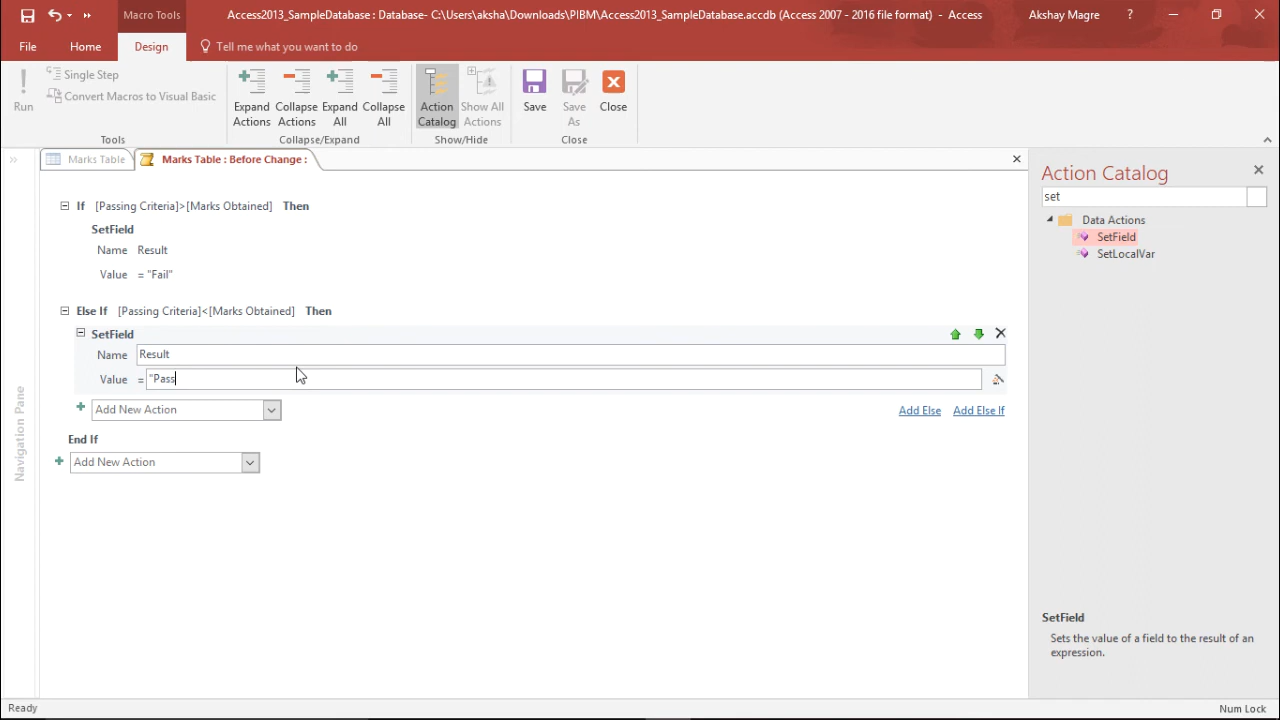 Macro Tools
Access2013_SampleDatabase : Database- C:\Users\aksha\Downloads\PIBM\Access2013_SampleDatabase.accdb (Access 2007 - 2016 file format) - Access
Akshay Magre
?
File
Home
Design
Tell me what you want to do
Run
Single Step
Convert Macros to Visual Basic
Expand Actions
Collapse Actions
Expand All
Collapse All
Action Catalog
Show All Actions
Save
Save As
Close
Tools
Collapse/Expand
Show/Hide
Close
Marks Table
Marks Table : Before Change :
Navigation Pane
If [Passing Criteria]>[Marks Obtained] Then
SetField
Name Result
Value = "Fail"
Else If [Passing Criteria]<[Marks Obtained] Then
SetField
Name Result
Value = "Pass
Add New Action
Add Else Add Else If
End If
Add New Action
Action Catalog
set
Data Actions
SetField
SetLocalVar
SetField
Sets the value of a field to the result of an
expression.
Ready
Num Lock